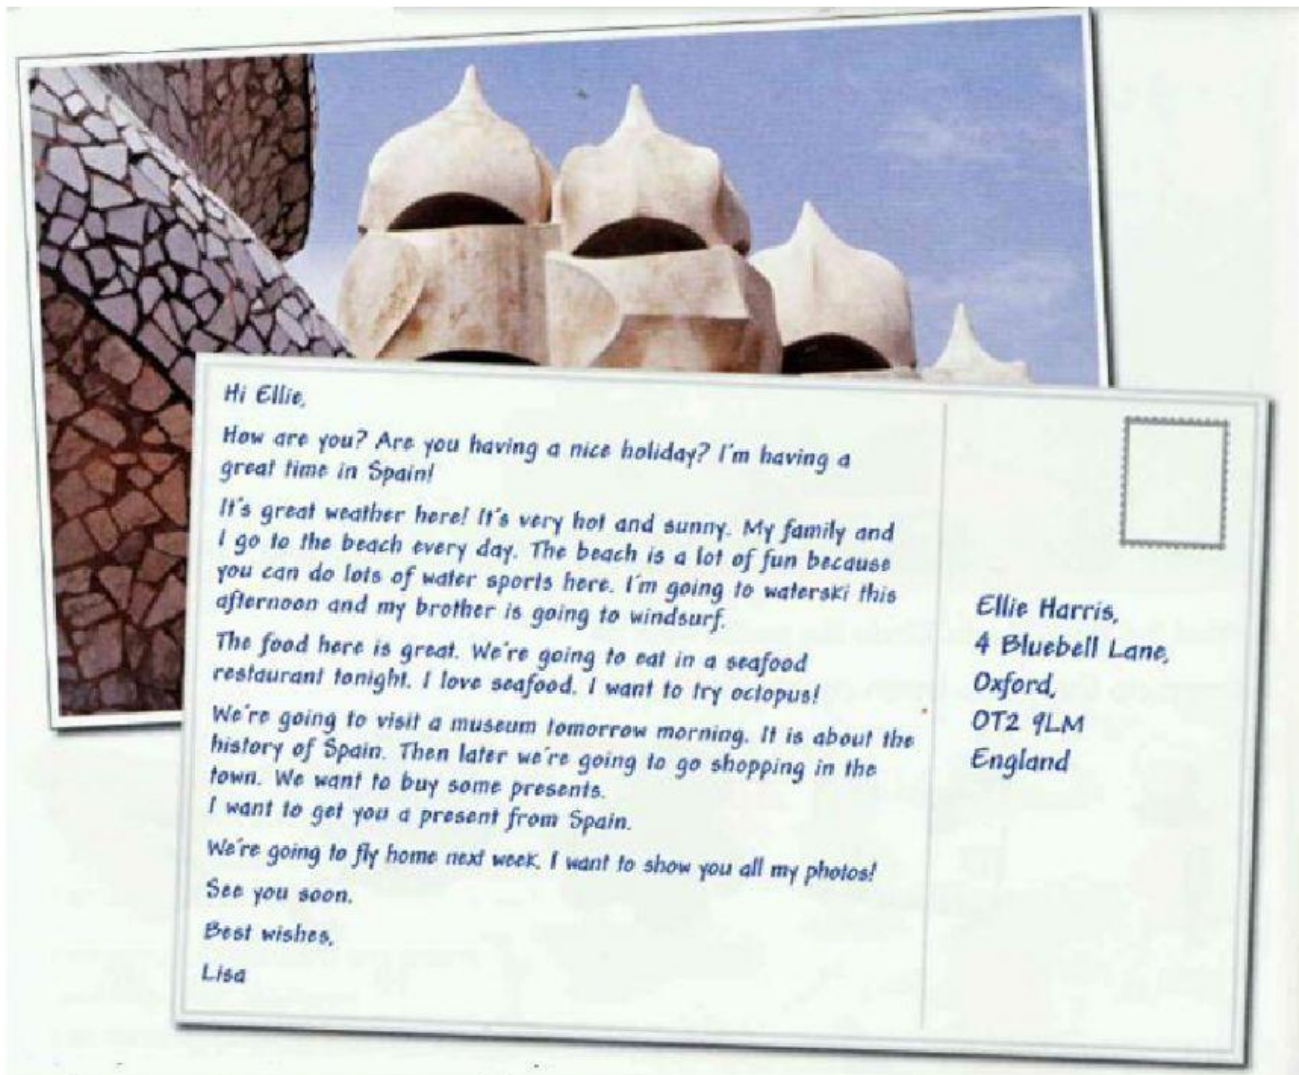 Hi Ellie,
How are you? Are you having a nice holiday? I'm having a
great time in Spain!
It's great weather here! It's very hot and sunny. My family and
I go to the beach every day. The beach is a lot of fun because
you can do lots of water sports here. I'm going to waterski this
afternoon and my brother is going to windsurf.
The food here is great. We're going to eat in a seafood
restaurant tonight. I love seafood. I want to try octopus!
We're going to visit a museum tomorrow morning. It is about the
history of Spain. Then later we're going to go shopping in the
town. We want to buy some presents.
I want to get you a present from Spain.
We're going to fly home next week. I want to show you all my photos!
See you soon.
Best wishes,
Lisa
Ellie Harris,
4 Bluebell Lane,
Oxford,
OT2 9LM
England